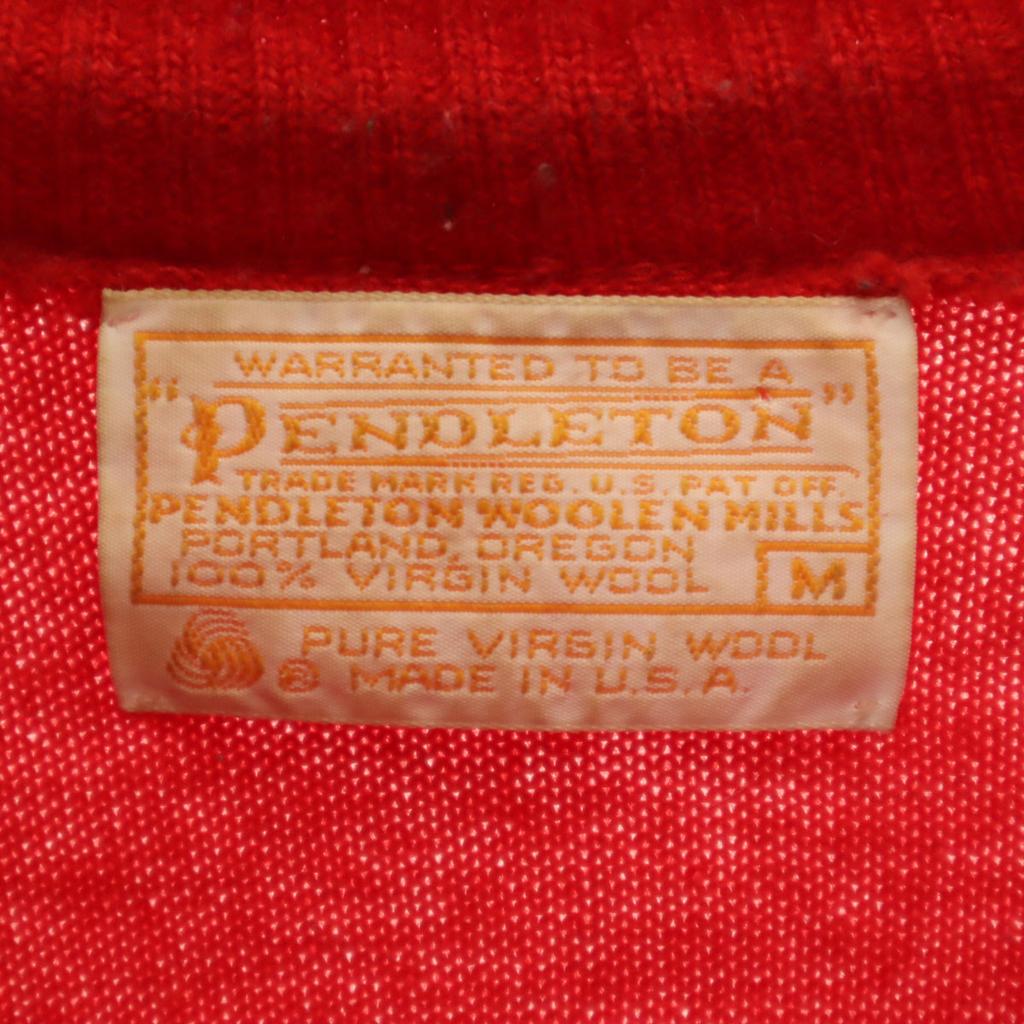 WARRANTED TO BE A
"PENDLETON"
TRADE MARK REG. U.S. PAT OFF.
PENDLETON WOOLEN MILLS
PORTLAND, OREGON
100% VIRGIN WOOL
M
PURE VIRGIN WOOL
® MADE IN U.S.A.